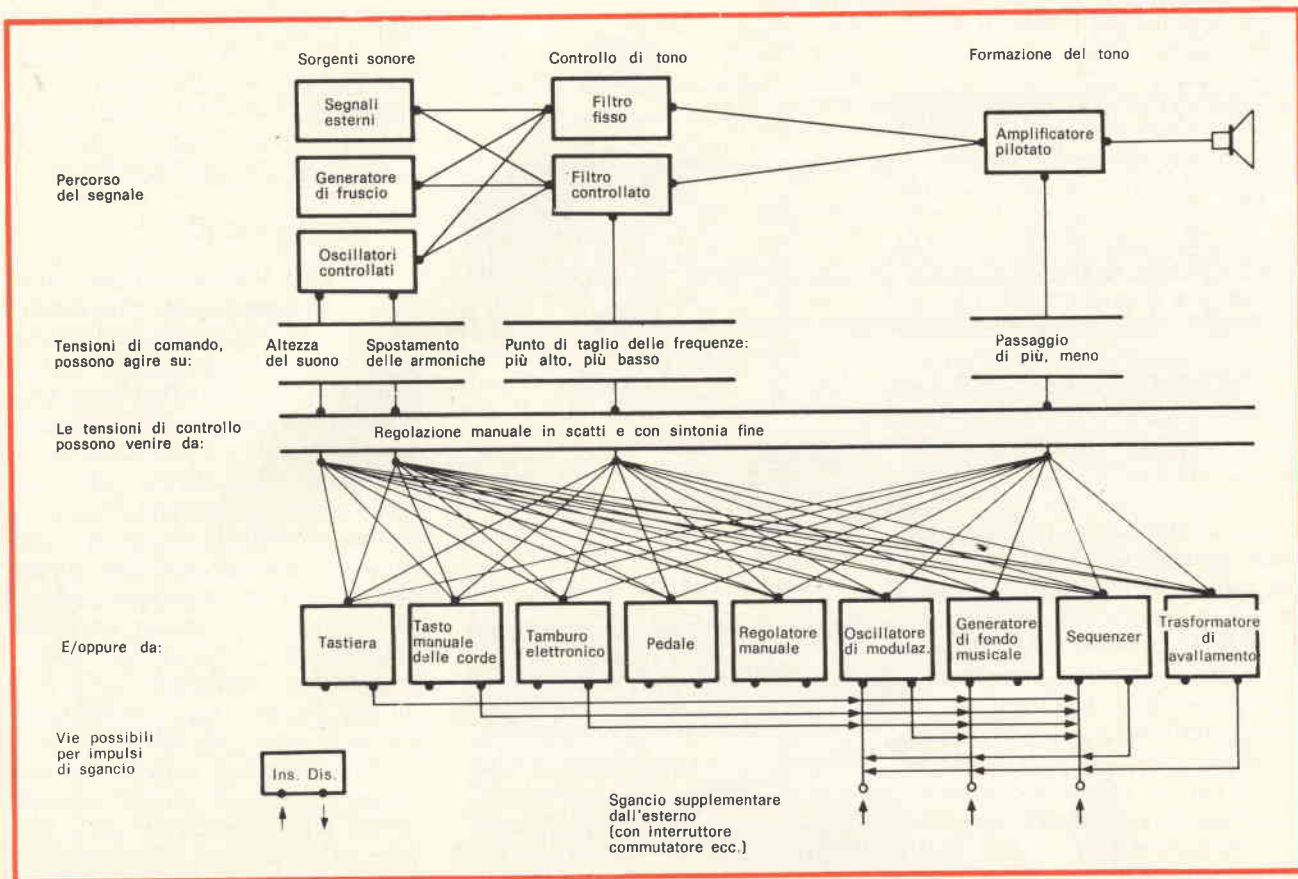 Sorgenti sonore
Controllo di tono
Formazione del tono
Segnali
esterni
Filtro
fisso
Amplificatore
pilotato
Percorso
del segnale
Generatore
di fruscio
Filtro
controllato
Oscillatori
controllati
Tensioni di comando,
possono agire su:
Altezza
del suono
Spostamento
delle armoniche
Punto di taglio delle frequenze:
più alto, più basso
Passaggio
di più, meno
Le tensioni di controllo
possono venire da:
Regolazione manuale in scatti e con sintonia fine
E/oppure da:
Tastiera
Tasto
manuale
delle corde
Tamburo
elettronico
Pedale
Regolatore
manuale
Oscillatore
di modulaz.
Generatore
di fondo
musicale
Sequenzer
Trasformatore
di
avallamento
Vie possibili
per impulsi
di sgancio
Ins. Dis.
Sgancio supplementare
dall'esterno
(con interruttore
commutatore ecc.)